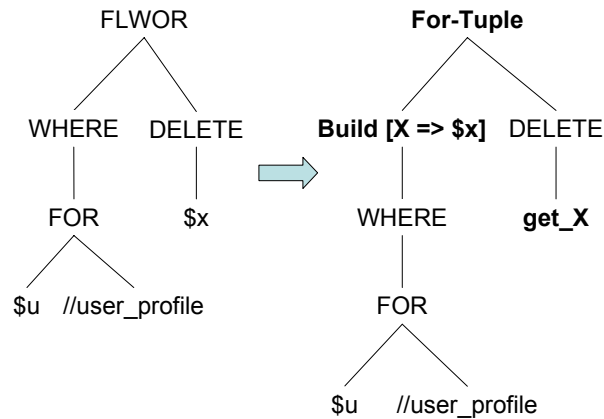 FLWOR
WHERE DELETE
FOR $x
$u //user_profile
For-Tuple
Build [X => $x] DELETE
WHERE get_X
FOR
$u //user_profile